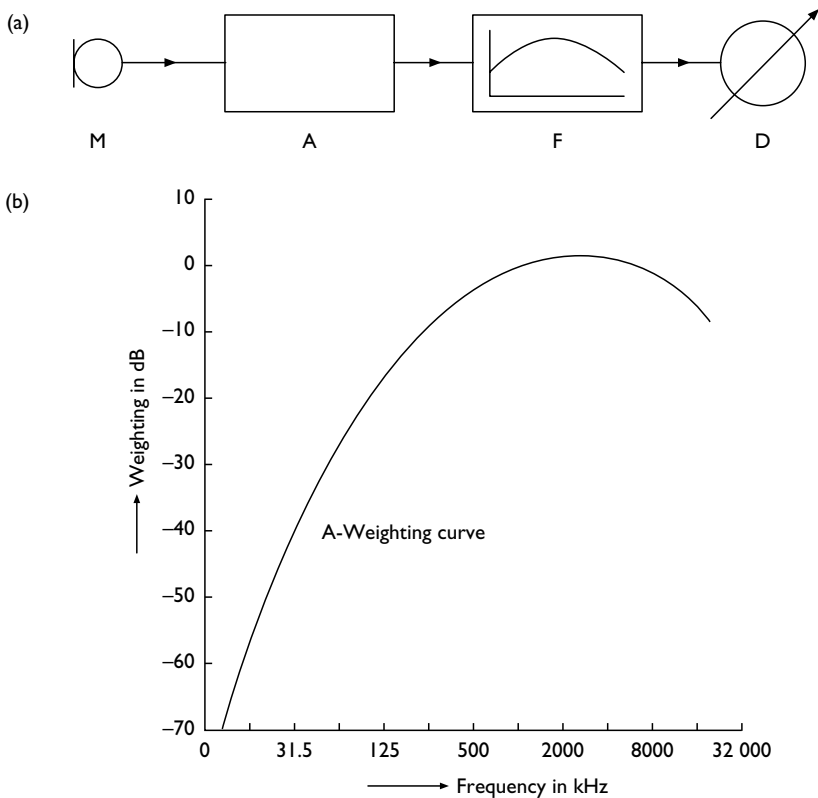 (a)
M A F D
(b)
10
0
–10
–20
–30
–40
–50
–60
–70
Weighting in dB
A-Weighting curve
0 31.5 125 500 2000 8000 32 000
Frequency in kHz